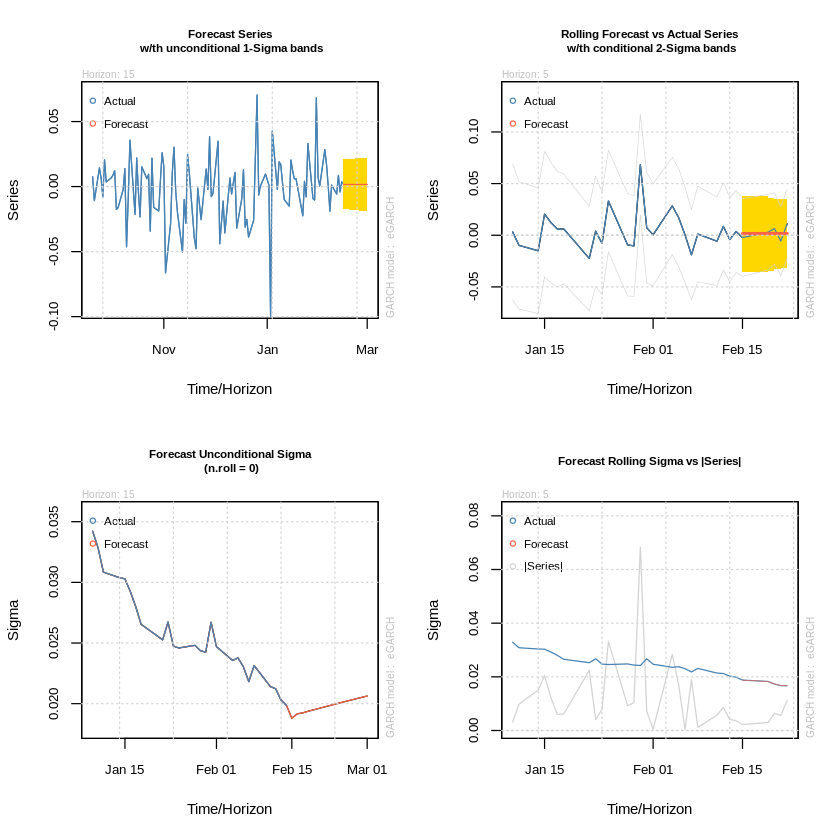 Forecast Series
w/th unconditional 1-Sigma bands
Horizon: 15
Actual
Forecast
0.05
0.00
-0.05
-0.10
Series
Nov
Jan
Mar
Time/Horizon
GARCH model : eGARCH
Rolling Forecast vs Actual Series
w/th conditional 2-Sigma bands
Horizon: 5
Actual
Forecast
0.10
0.05
0.00
-0.05
Series
Jan 15
Feb 01
Feb 15
Time/Horizon
GARCH model : eGARCH
Forecast Unconditional Sigma
(n.roll = 0)
Horizon: 15
Actual
Forecast
0.035
0.030
0.025
0.020
Sigma
Jan 15
Feb 01
Feb 15
Mar 01
Time/Horizon
GARCH model : eGARCH
Forecast Rolling Sigma vs |Series|
Horizon: 5
Actual
Forecast
|Series|
0.08
0.06
0.04
0.02
0.00
Sigma
Jan 15
Feb 01
Feb 15
Time/Horizon
GARCH model : eGARCH